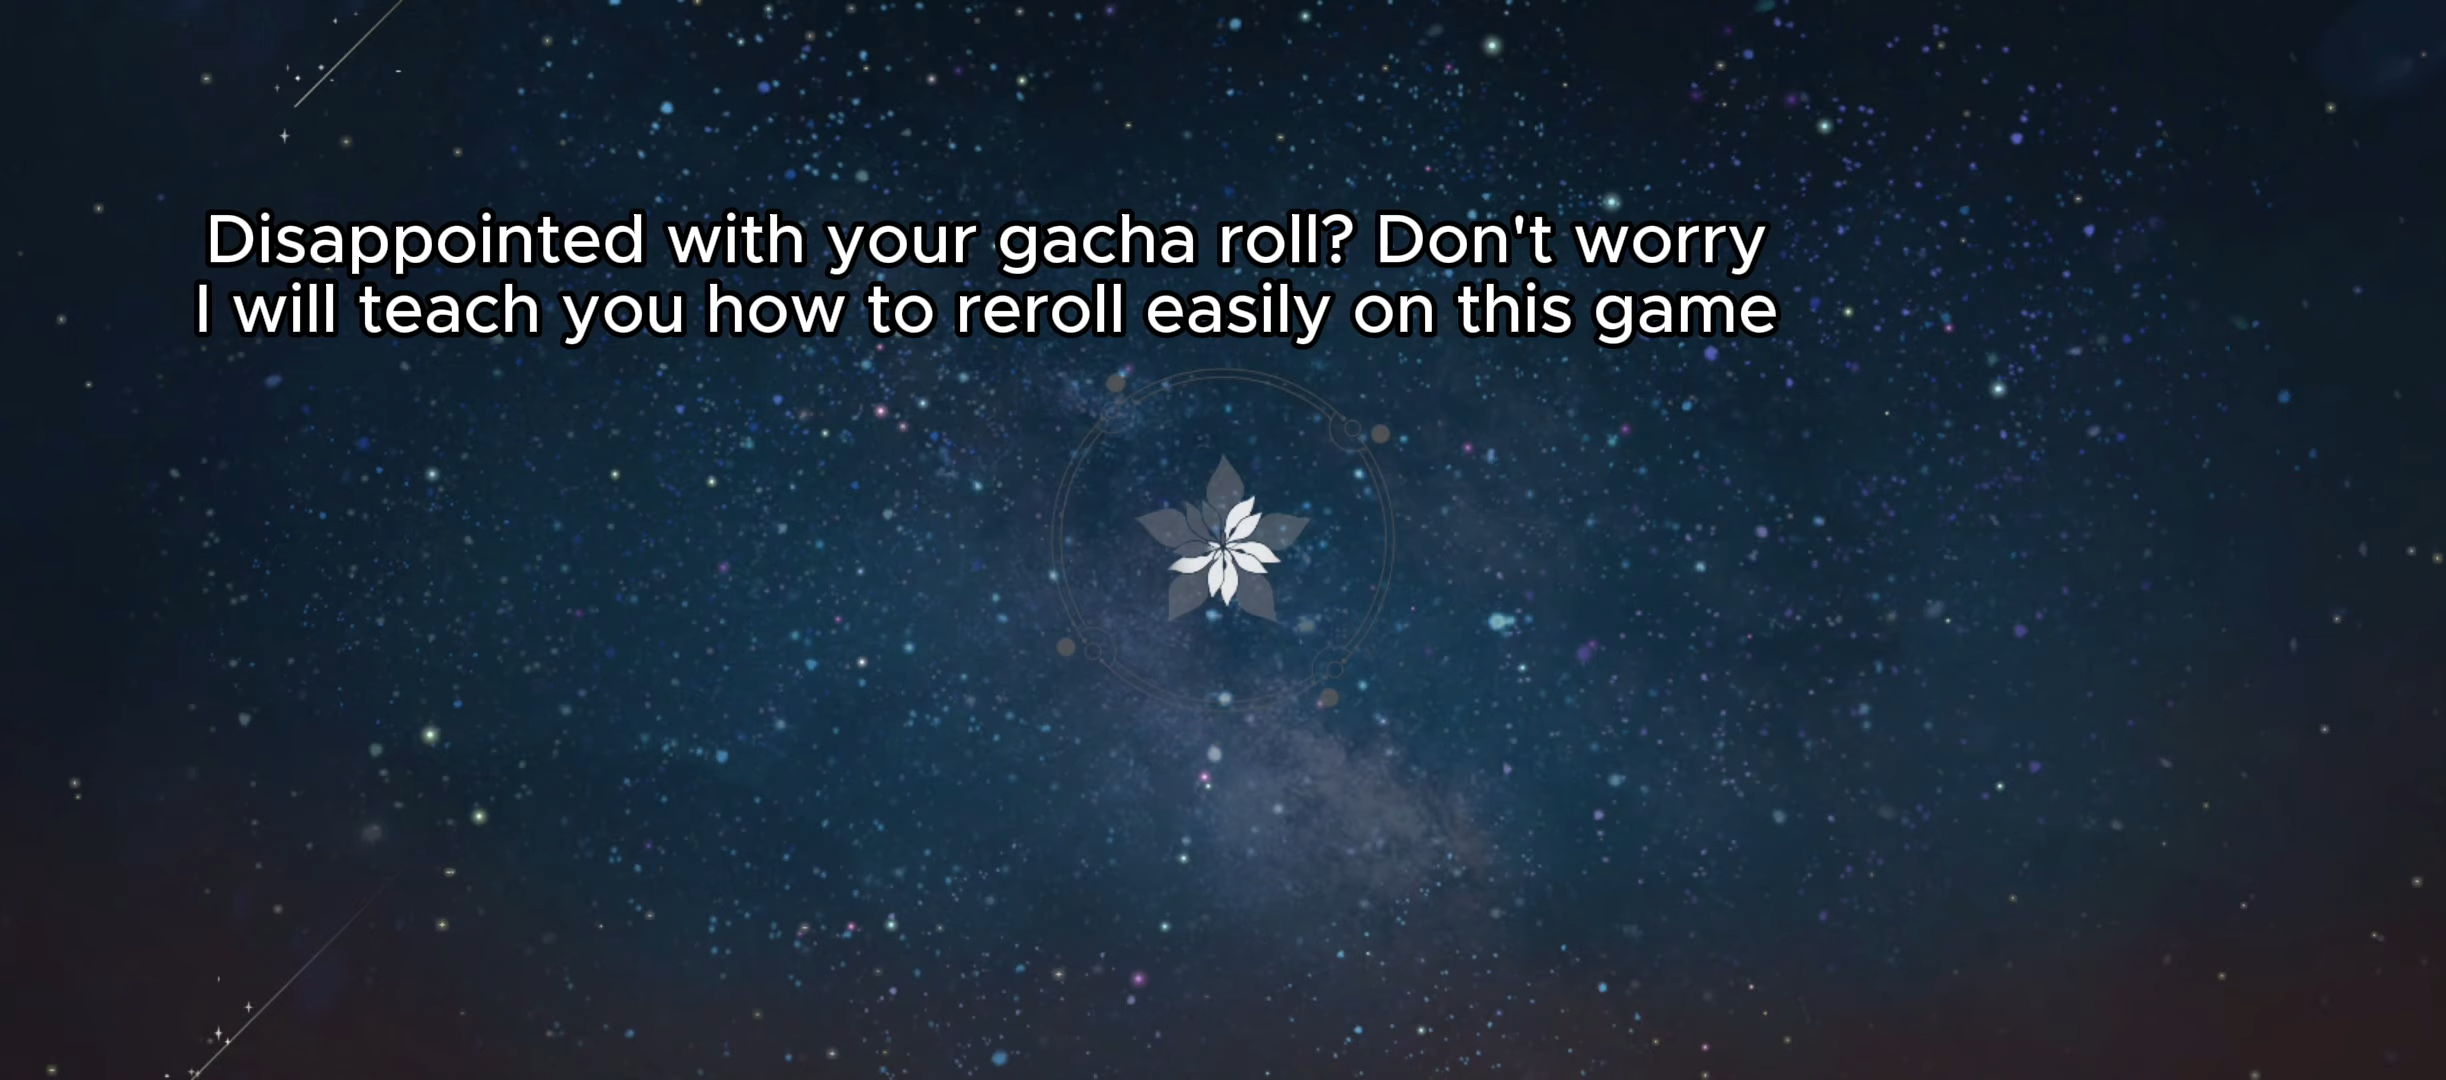 Disappointed with your gacha roll? Don't worry
I will teach you how to reroll easily on this game